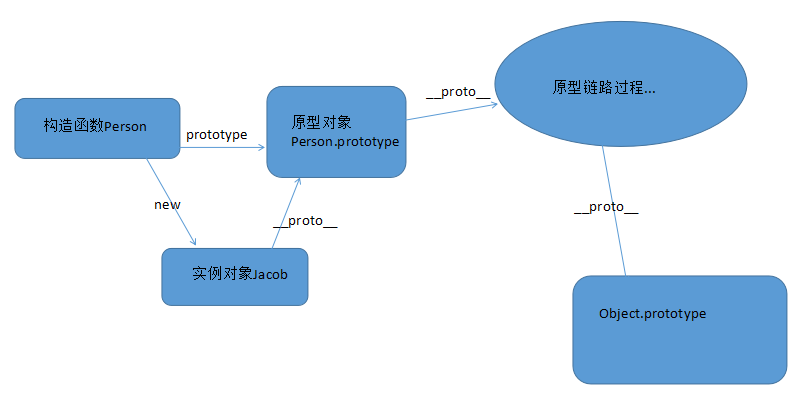 构造函数Person
prototype
原型对象
Person.prototype
__proto__
原型链路过程...
new
__proto__
实例对象Jacob
__proto__
Object.prototype